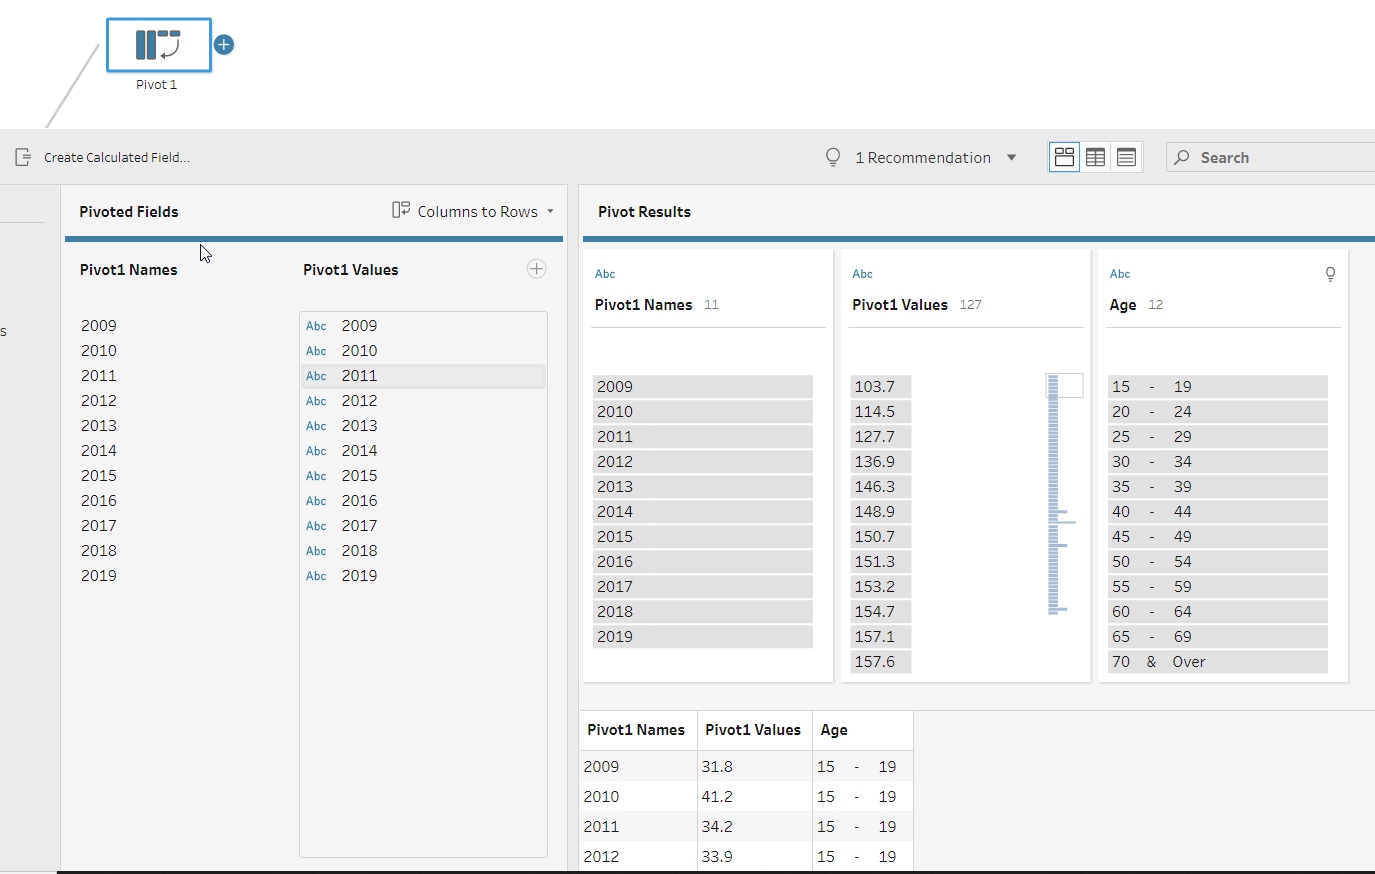 Pivot 1
Create Calculated Field...
1 Recommendation
Search
s
Pivoted Fields
Columns to Rows
Pivot1 Names
Pivot1 Values
2009
2010
2011
2012
2013
2014
2015
2016
2017
2018
2019
Abc 2009
Abc 2010
Abc 2011
Abc 2012
Abc 2013
Abc 2014
Abc 2015
Abc 2016
Abc 2017
Abc 2018
Abc 2019
Pivot Results
Abc
Pivot1 Names 11
2009
2010
2011
2012
2013
2014
2015
2016
2017
2018
2019
Abc
Pivot1 Values 127
103.7
114.5
127.7
136.9
146.3
148.9
150.7
151.3
153.2
154.7
157.1
157.6
Abc
Age 12
15 - 19
20 - 24
25 - 29
30 - 34
35 - 39
40 - 44
45 - 49
50 - 54
55 - 59
60 - 64
65 - 69
70 & Over
Pivot1 Names Pivot1 Values Age
2009 31.8 15 - 19
2010 41.2 15 - 19
2011 34.2 15 - 19
2012 33.9 15 - 19